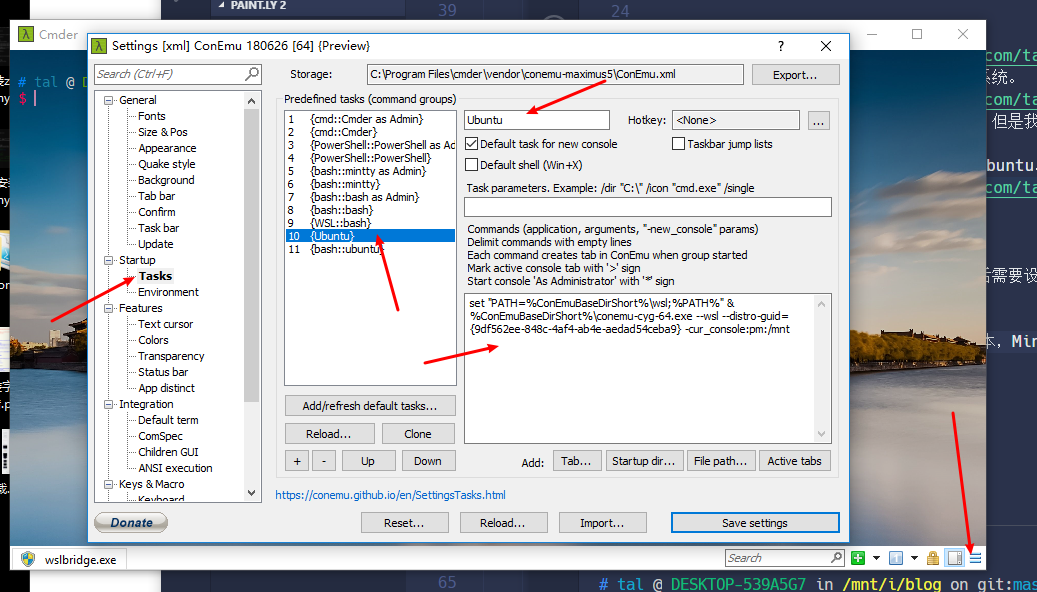 PAINT.LY 2
39
24
Cmder
Settings [xml] ConEmu 180626 [64] {Preview}
?
# tal @ D
$
Search (Ctrl+F)
General
Fonts
Size & Pos
Appearance
Quake style
Background
Tab bar
Confirm
Task bar
Update
Startup
Tasks
Environment
Features
Text cursor
Colors
Transparency
Status bar
App distinct
Integration
Default term
ComSpec
Children GUI
ANSI execution
Keys & Macro
Keyboard
Donate
Storage:
C:\Program Files\cmder\vendor\conemu-maximus5\ConEmu.xml
Export...
Predefined tasks (command groups)
1 {cmd::Cmder as Admin}
2 {cmd::Cmder}
3 {PowerShell::PowerShell as Ad
4 {PowerShell::PowerShell}
5 {bash::mintty as Admin}
6 {bash::mintty}
7 {bash::bash as Admin}
8 {bash::bash}
9 {WSL::bash}
10 {Ubuntu}
11 {bash::ubuntu}
Add/refresh default tasks...
Reload...
Clone
+
-
Up
Down
Ubuntu
Hotkey:
<None>
...
Default task for new console
Taskbar jump lists
Default shell (Win+X)
Task parameters. Example: /dir "C:\" /icon "cmd.exe" /single
Commands (application, arguments, "-new_console" params)
Delimit commands with empty lines
Each command creates tab in ConEmu when group started
Mark active console tab with '>' sign
Start console 'As Administrator' with '*' sign
set "PATH=%ConEmuBaseDirShort%\wsl;%PATH%" &
%ConEmuBaseDirShort%\conemu-cyg-64.exe --wsl --distro-guid=
{9df562ee-848c-4af4-ab4e-aedad54ceba9} -cur_console:pm:/mnt
Add:
Tab...
Startup dir...
File path...
Active tabs
https://conemu.github.io/en/SettingsTasks.html
Reset...
Reload...
Import...
Save settings
com/ta
系统。
com/ta
但是我
buntu.
com/ta
后需要设
本，Min
wslbridge.exe
Search
65
# tal @ DESKTOP-539A5G7 in /mnt/i/blog on git:mas